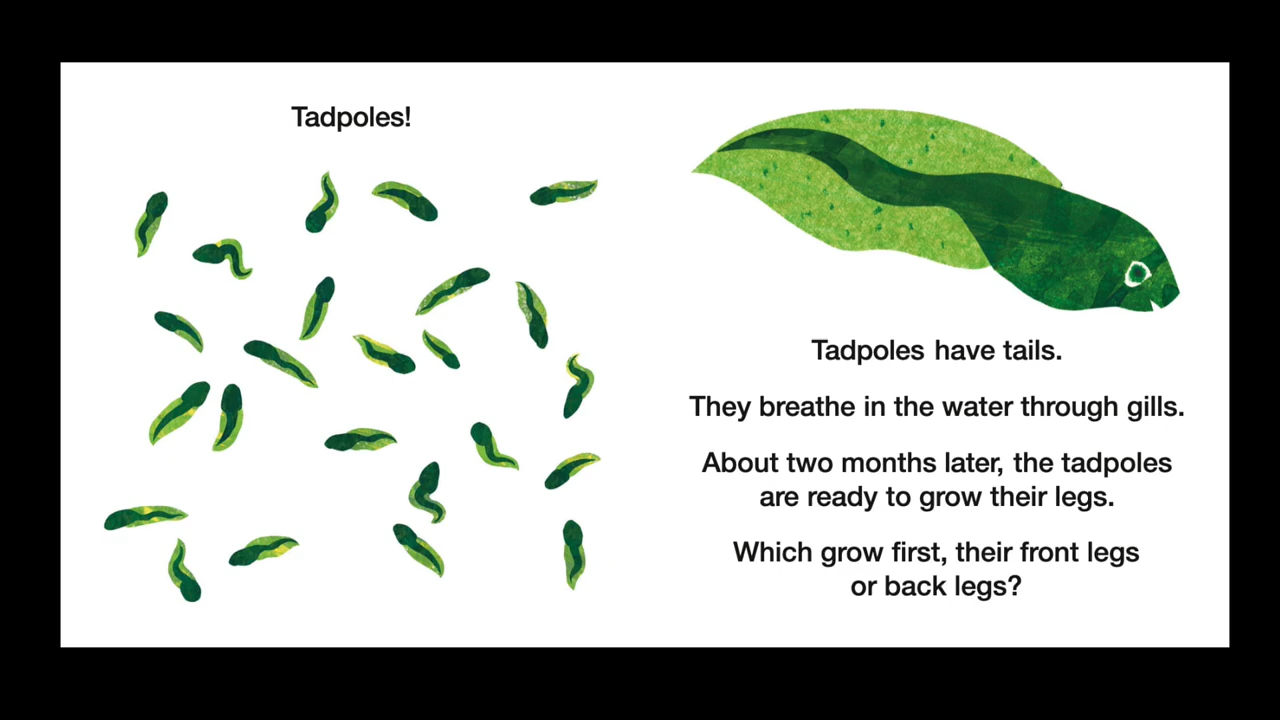 Tadpoles!
Tadpoles have tails.
They breathe in the water through gills.
About two months later, the tadpoles
are ready to grow their legs.
Which grow first, their front legs
or back legs?